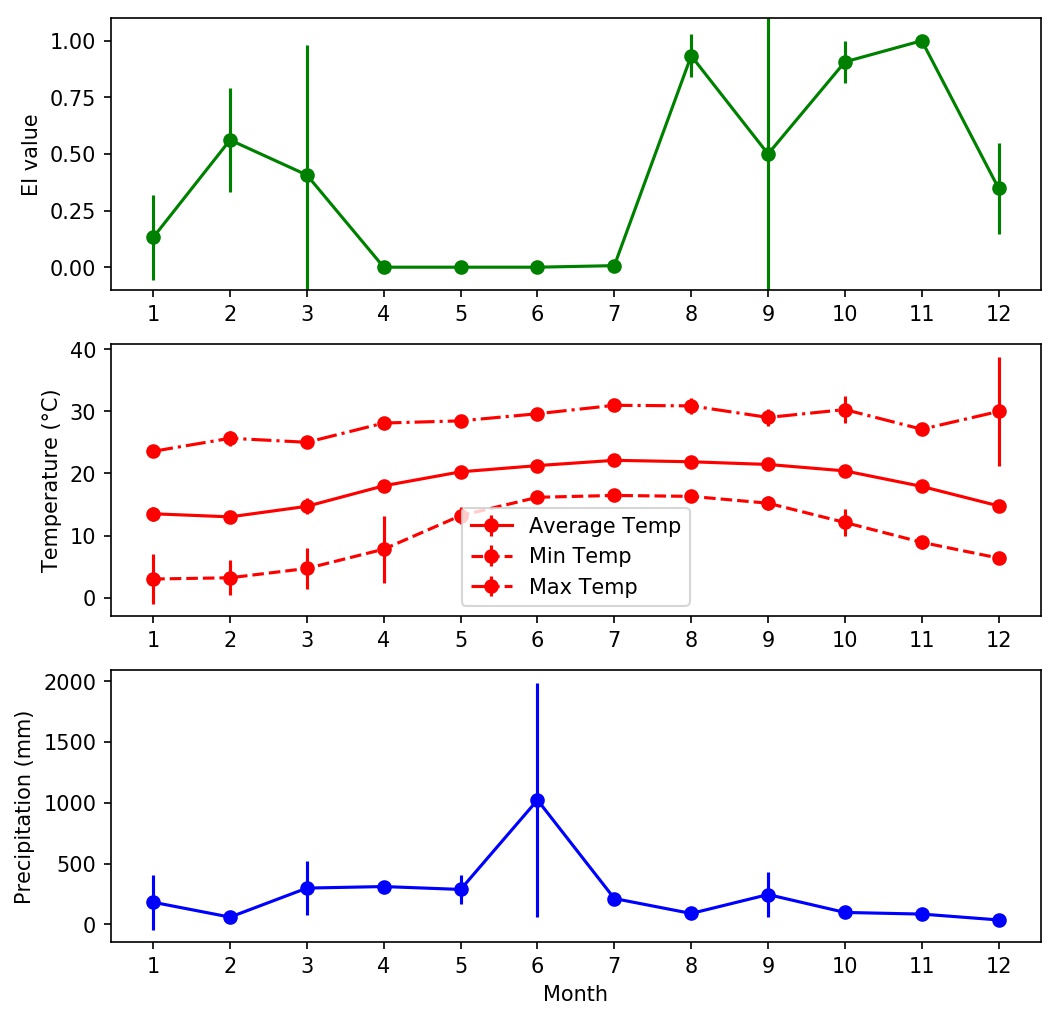 EI value
1.00
0.75
0.50
0.25
0.00
1 2 3 4 5 6 7 8 9 10 11 12
Temperature (°C)
40
30
20
10
0
Average Temp
Min Temp
Max Temp
1 2 3 4 5 6 7 8 9 10 11 12
Precipitation (mm)
2000
1500
1000
500
0
1 2 3 4 5 6 7 8 9 10 11 12
Month